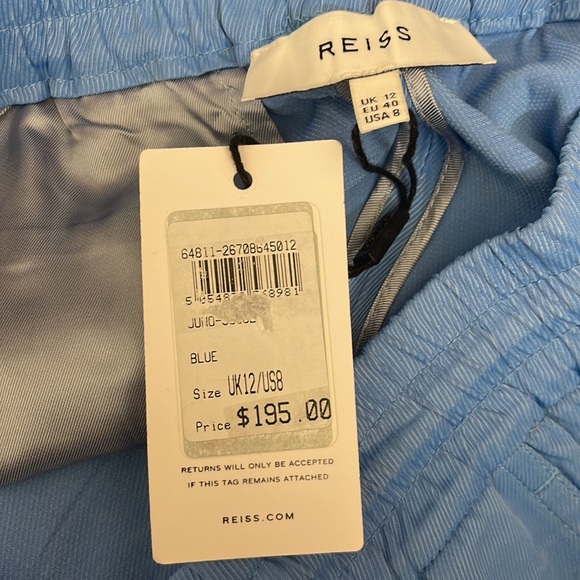 REISS
UK 12
EU 40
USA 8
64811-26708645012
BLUE
Size UK12/US8
Price $195.00
RETURNS WILL ONLY BE ACCEPTED
IF THIS TAG REMAINS ATTACHED
REISS.COM